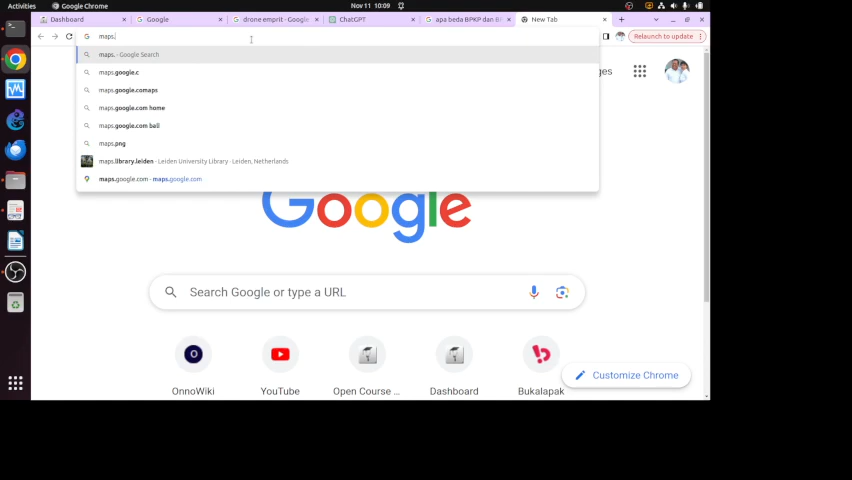 Activities
Google Chrome
Nov 11 10:09
Dashboard
Google
drone emprit - Google
ChatGPT
apa beda BPKP dan B
New Tab
maps.
Relaunch to update
maps. - Google Search
maps.google.c
maps.google.comaps
maps.google.com home
maps.google.com bali
maps.png
maps.library.leiden - Leiden University Library - Leiden, Netherlands
maps.google.com - maps.google.com
ges
Google
Search Google or type a URL
OnnoWiki
YouTube
Open Course ...
Dashboard
Bukalapak
Customize Chrome